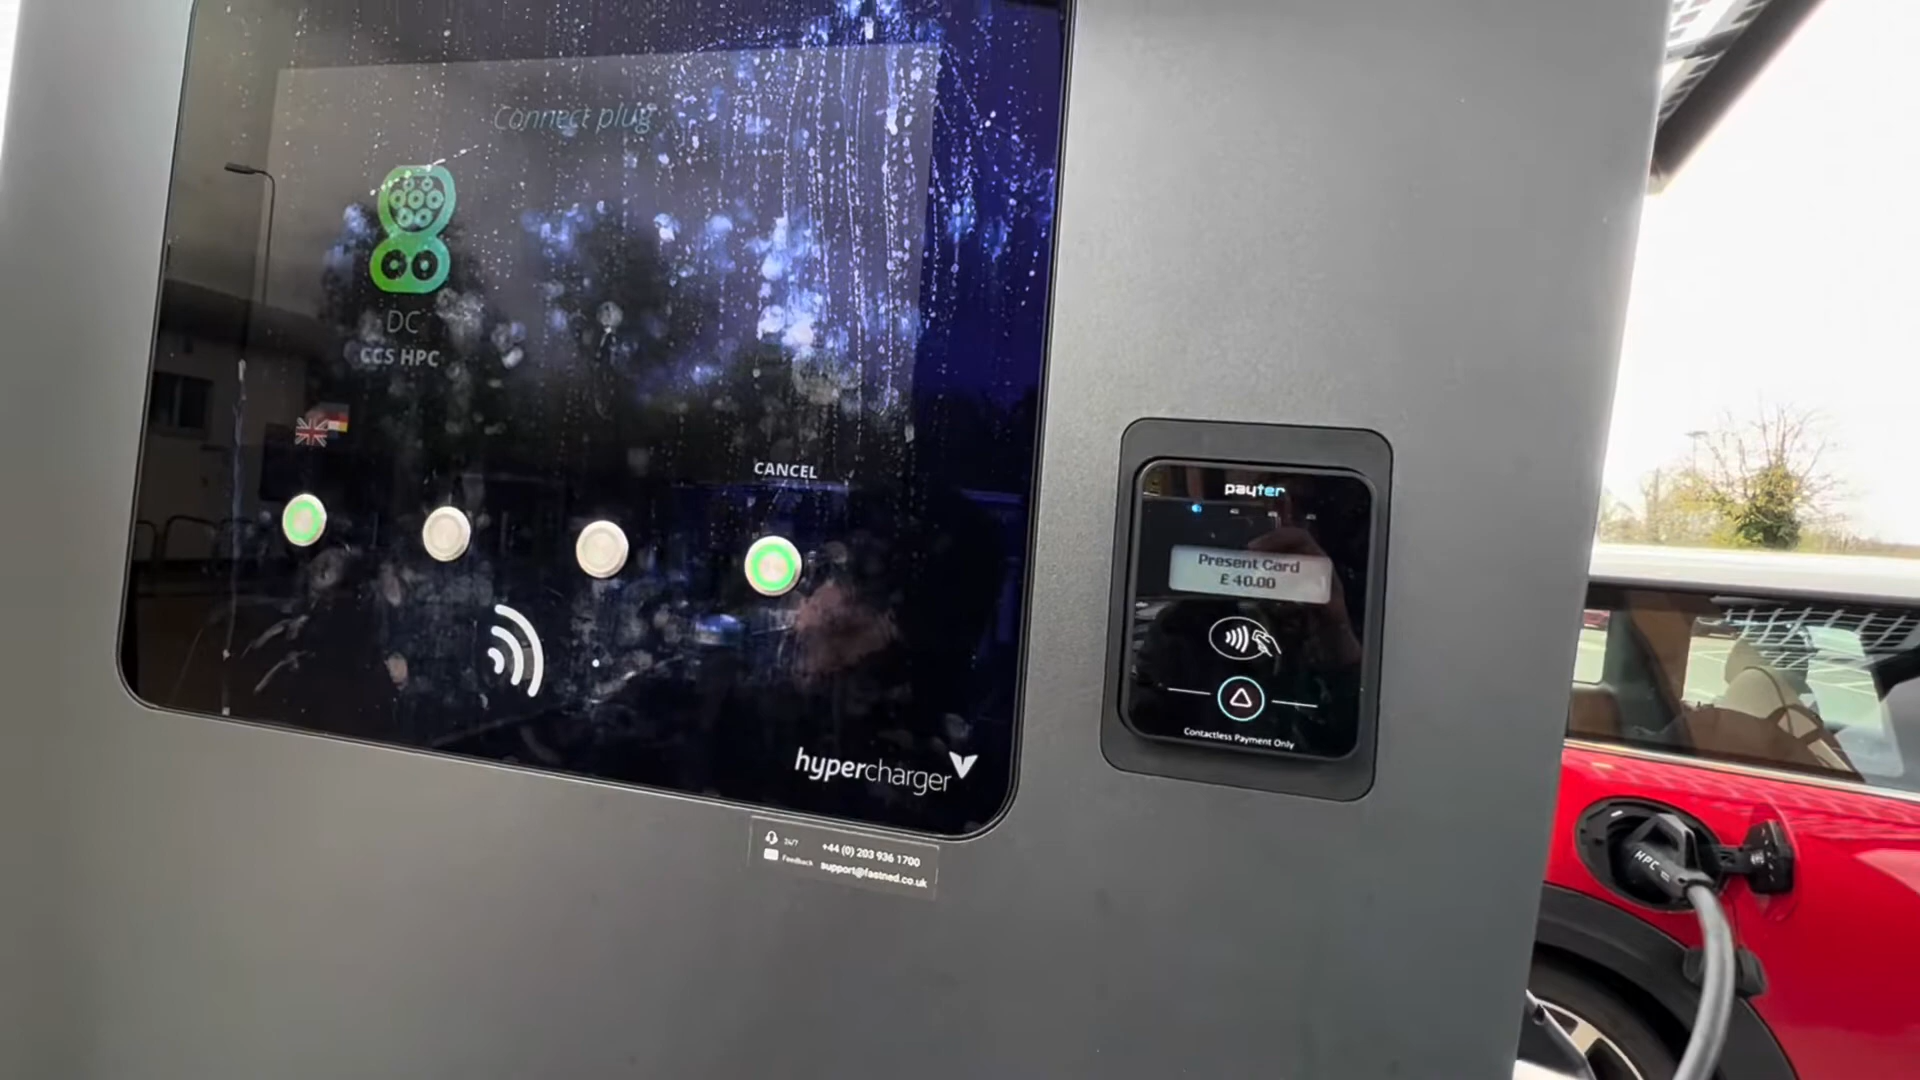 Connect plug
DC
CCS HPC
CANCEL
hypercharger
24/7
+44 (0) 203 936 1700
Feedback
support@fastned.co.uk
payter
Present Card
£ 40.00
Contactless Payment Only
HPC